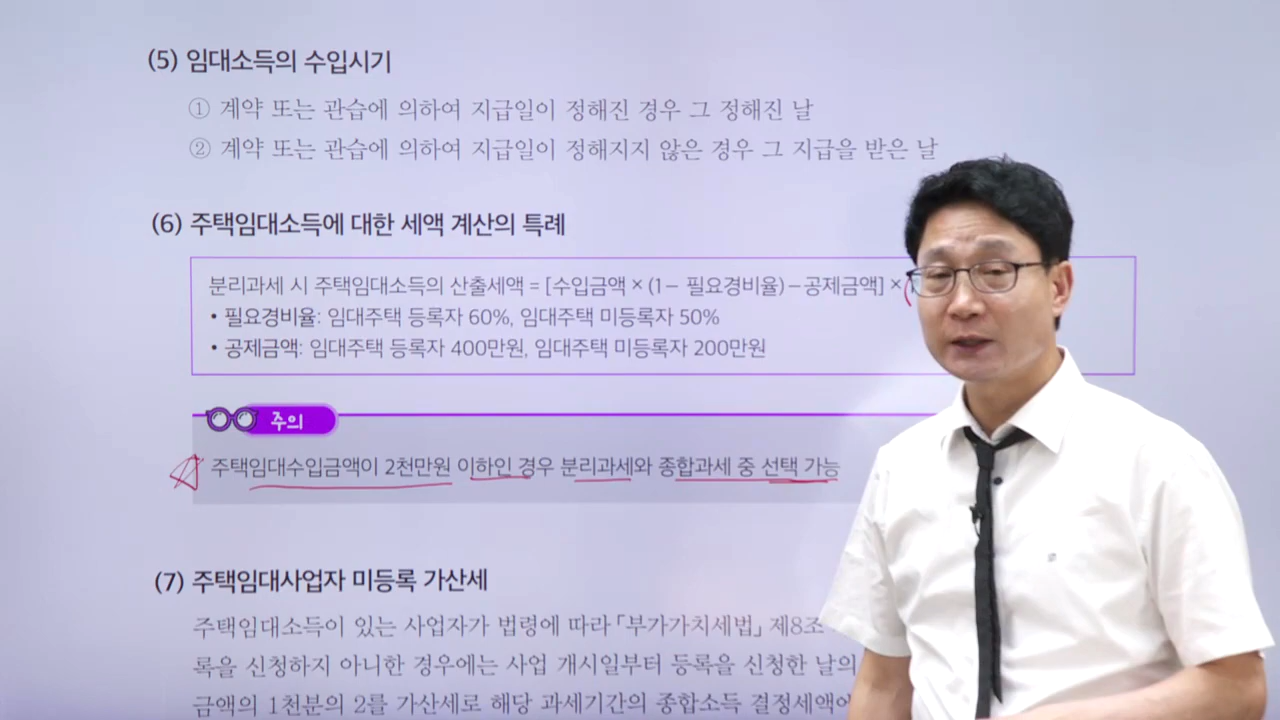 (5) 임대소득의 수입시기
① 계약 또는 관습에 의하여 지급일이 정해진 경우 그 정해진 날
② 계약 또는 관습에 의하여 지급일이 정해지지 않은 경우 그 지급을 받은 날
(6) 주택임대소득에 대한 세액 계산의 특례
분리과세 시 주택임대소득의 산출세액 = [수입금액 × (1 − 필요경비율) − 공제금액] ×
• 필요경비율: 임대주택 등록자 60%, 임대주택 미등록자 50%
• 공제금액: 임대주택 등록자 400만원, 임대주택 미등록자 200만원
주의
주택임대수입금액이 2천만원 이하인 경우 분리과세와 종합과세 중 선택 가능
(7) 주택임대사업자 미등록 가산세
주택임대소득이 있는 사업자가 법령에 따라 「부가가치세법」 제8조
록을 신청하지 아니한 경우에는 사업 개시일부터 등록을 신청한 날의
금액의 1천분의 2를 가산세로 해당 과세기간의 종합소득 결정세액에